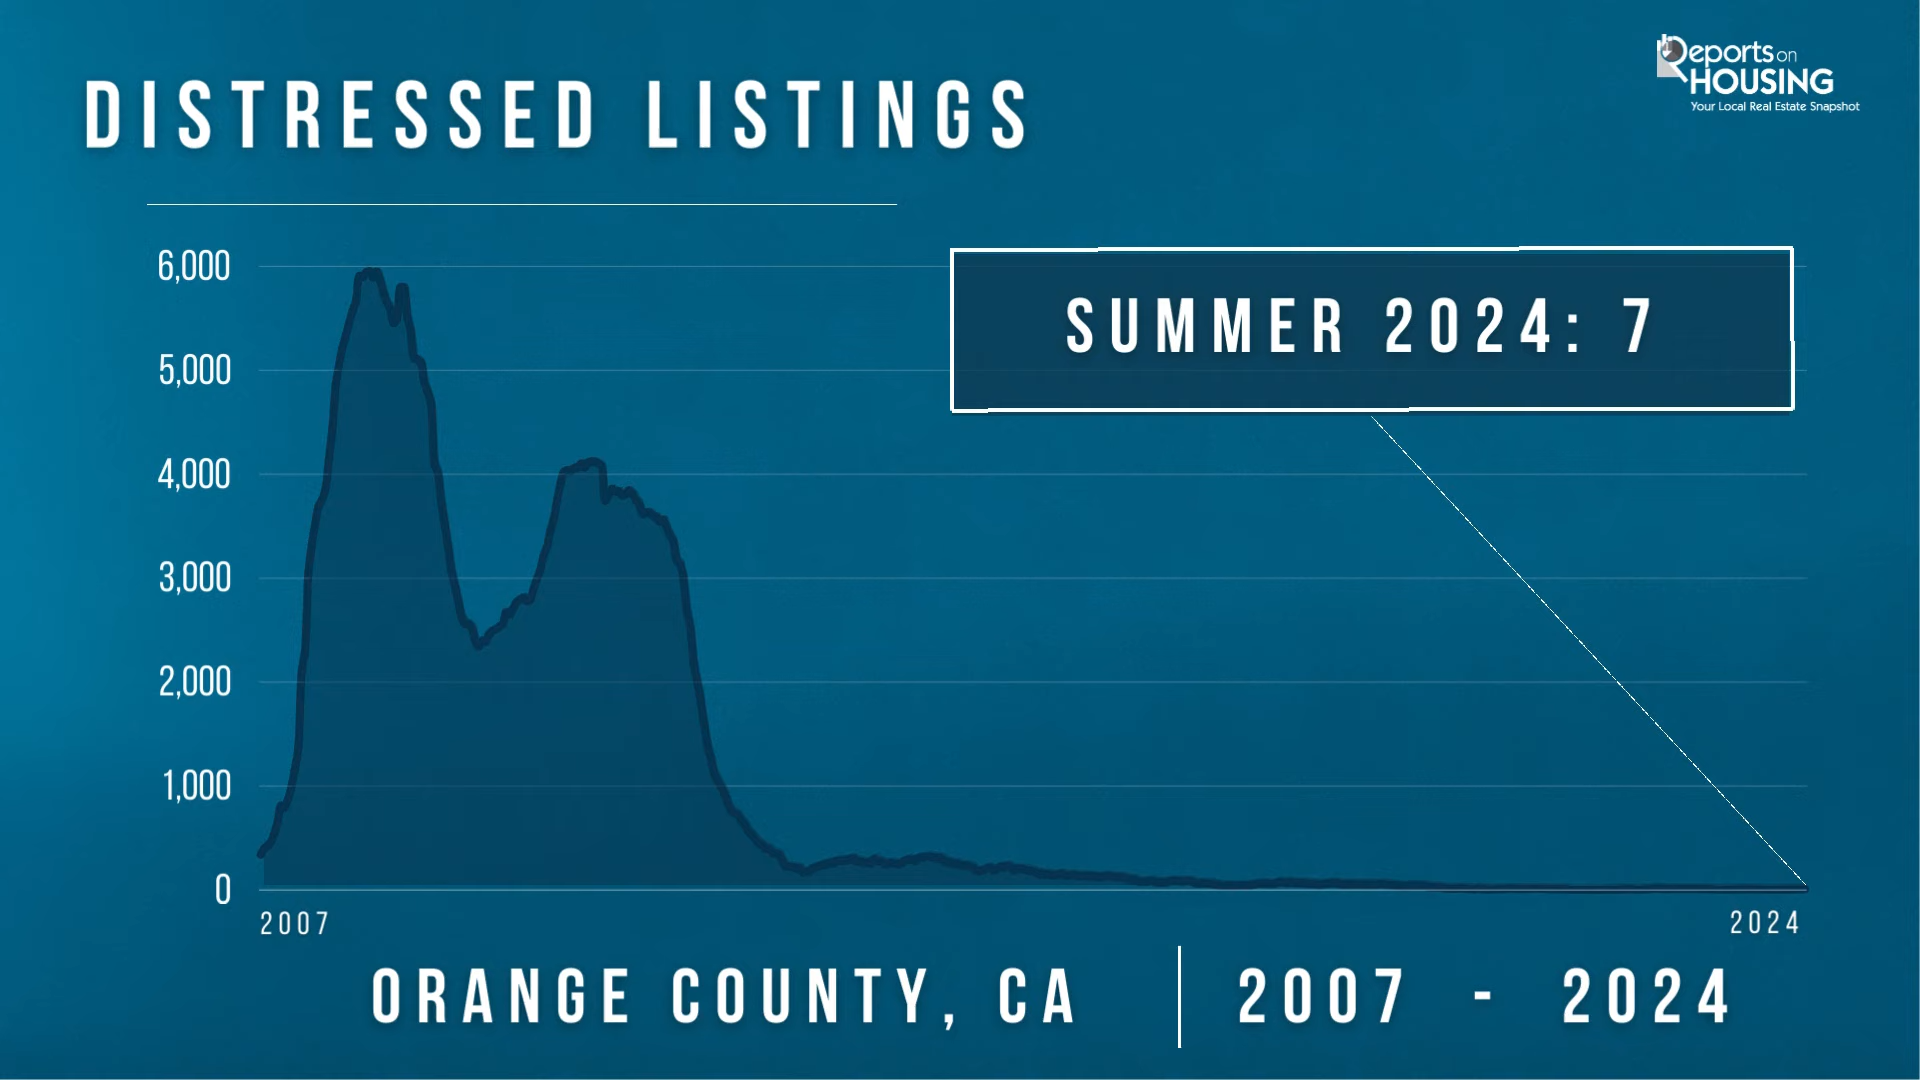 DISTRESSED LISTINGS
Reports on
HOUSING
Your Local Real Estate Snapshot
6,000
5,000
4,000
3,000
2,000
1,000
0
SUMMER 2024: 7
2007
2024
ORANGE COUNTY, CA
2007 - 2024